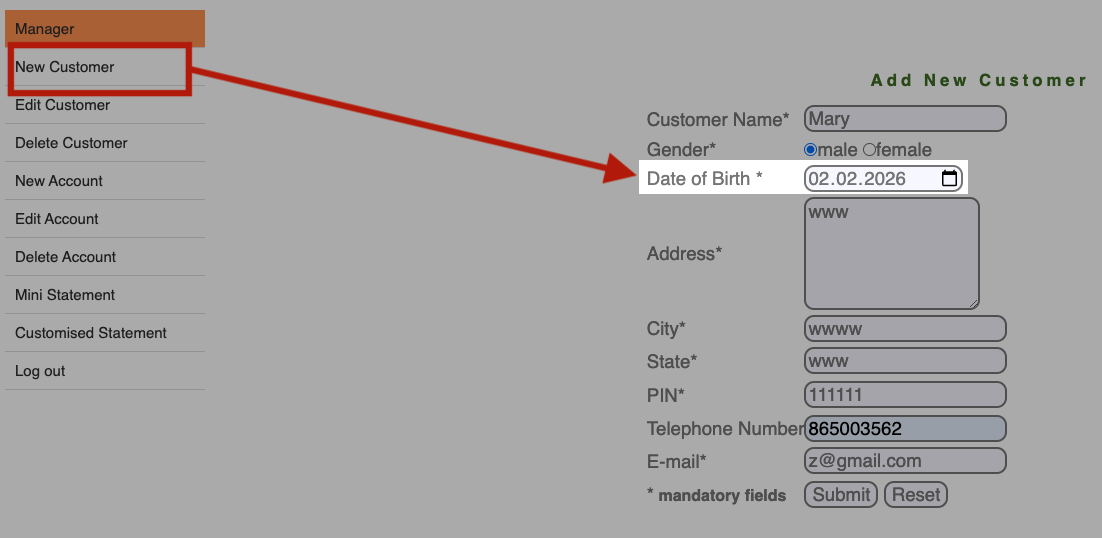 Manager
New Customer
Edit Customer
Delete Customer
New Account
Edit Account
Delete Account
Mini Statement
Customised Statement
Log out
Add New Customer
Customer Name* Mary
Gender* male female
Date of Birth * 02.02.2026
Address* www
City* wwww
State* www
PIN* 111111
Telephone Number 865003562
E-mail* z@gmail.com
* mandatory fields Submit Reset